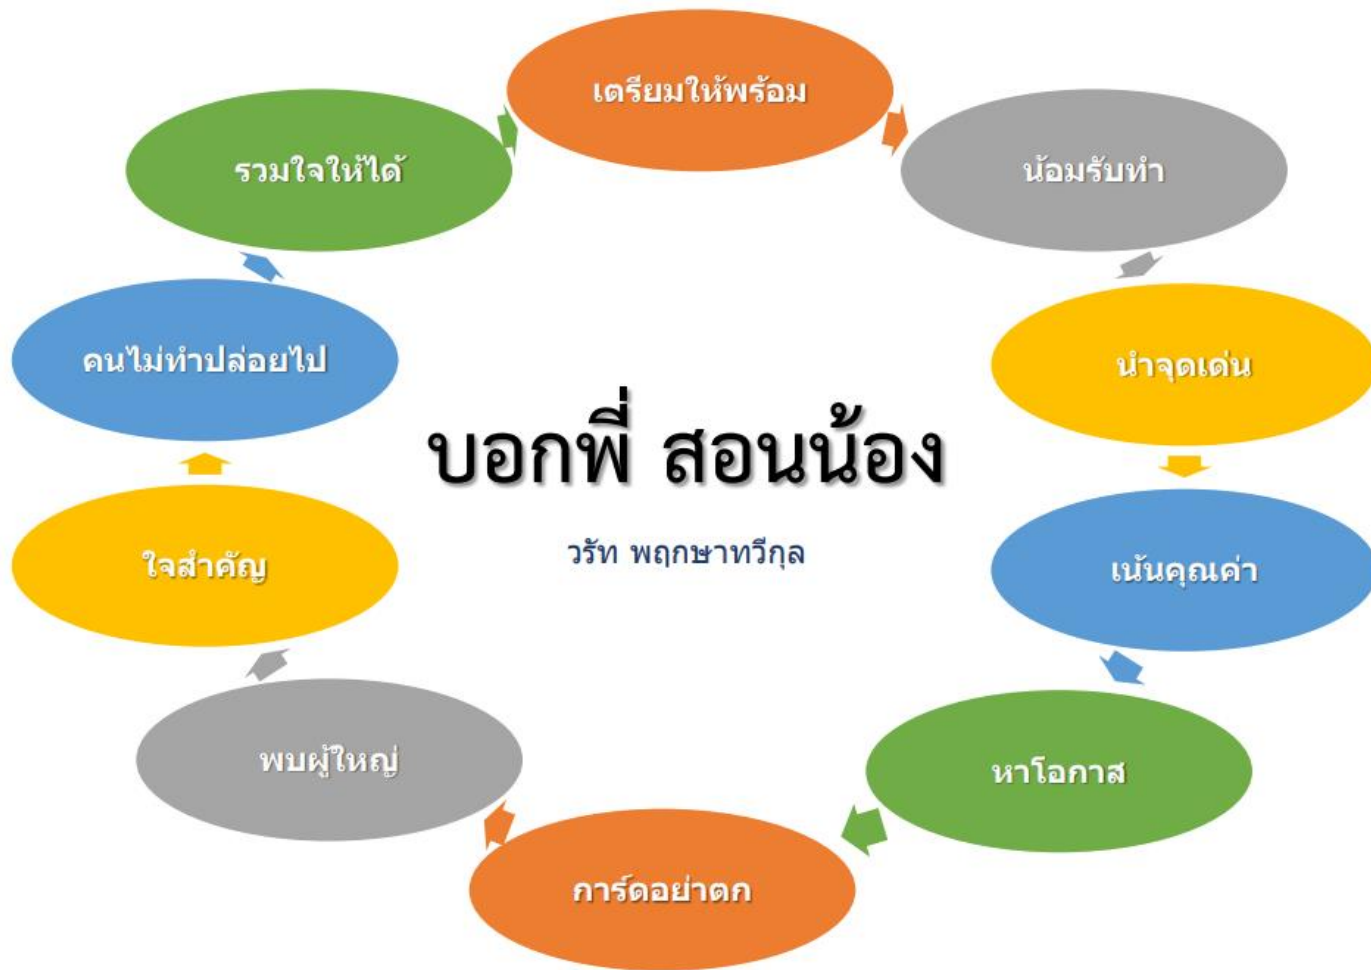 เตรียมให้พร้อม
น้อมรับทำ
นำจุดเด่น
เน้นคุณค่า
หาโอกาส
การ์ดอย่าตก
พบผู้ใหญ่
ใจสำคัญ
คนไม่ทำปล่อยไป
รวมใจให้ได้
บอกพี่ สอนน้อง
วรัท พฤกษาทวีกุล